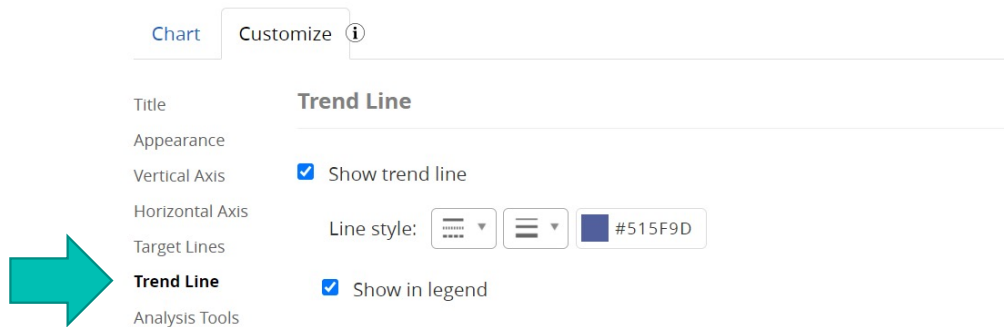 Chart Customize i
Title
Trend Line
Appearance
Vertical Axis
Show trend line
Horizontal Axis
Line style: #515F9D
Target Lines
Trend Line
Show in legend
Analysis Tools